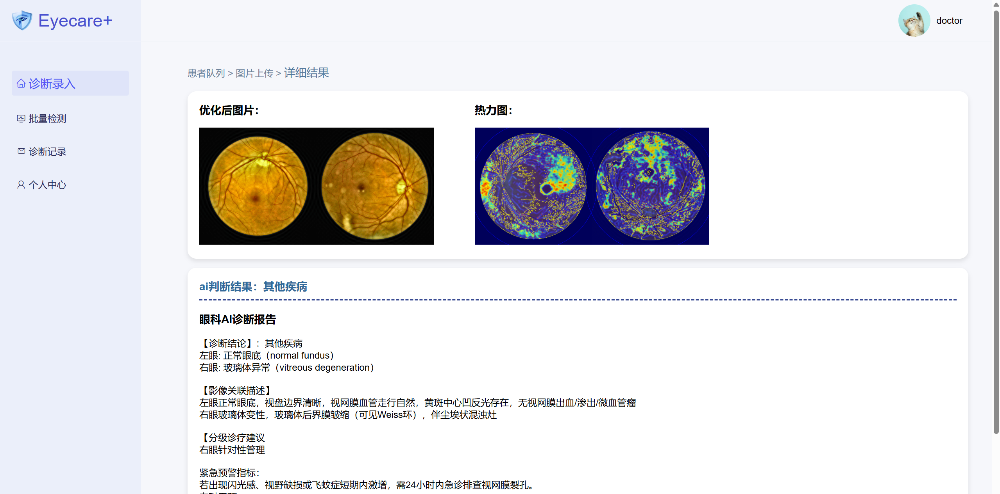 Eyecare+
doctor
诊断录入
批量检测
诊断记录
个人中心
患者队列 > 图片上传 > 详细结果
优化后图片：
热力图：
ai判断结果：其他疾病
眼科AI诊断报告
【诊断结论】：其他疾病
左眼: 正常眼底（normal fundus）
右眼: 玻璃体异常（vitreous degeneration）
【影像关联描述】
左眼正常眼底，视盘边界清晰，视网膜血管走行自然，黄斑中心凹反光存在，无视网膜出血/渗出/微血管瘤
右眼玻璃体变性，玻璃体后界膜皱缩（可见Weiss环），伴尘埃状混浊灶
【分级诊疗建议
右眼针对性管理
紧急预警指标：
若出现闪光感、视野缺损或飞蚊症短期内激增，需24小时内急诊排查视网膜裂孔。